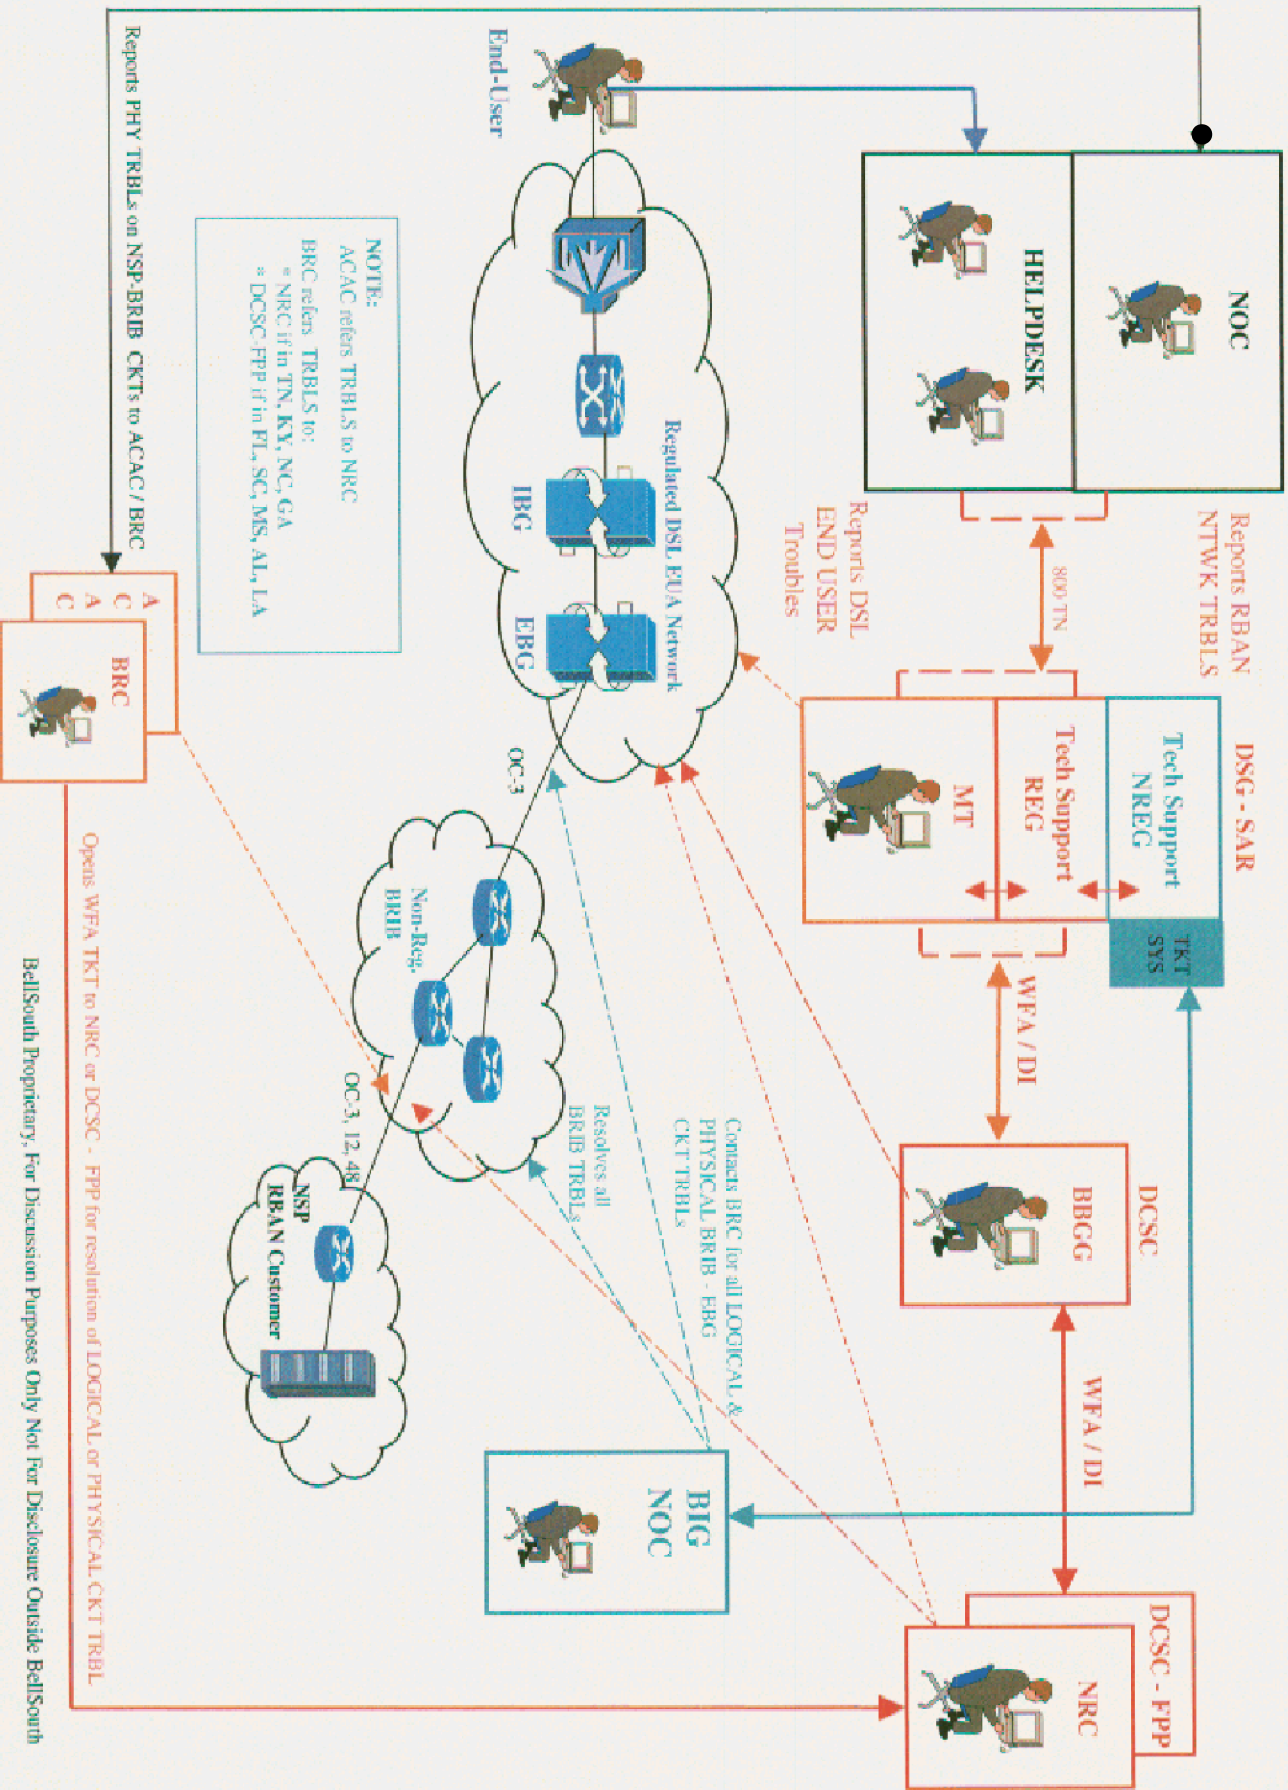 NOC
HELPDESK
End-User
Reports RBAN
NTWK TRBLS
800 TN
Reports DSL
END USER
Troubles
DSG - SAR
Tech Support
NREG
Tech Support
REG
MT
TKT
SYS
WFA / DI
DCSC
BBGG
WFA / DI
DCSC - FPP
NRC
Regulated DSL EUA Network
IBG
EBG
OC-3
Non-Reg.
BRIB
OC-3, 12, 48
NSP
RBAN Customer
Contacts BRC for all LOGICAL &
PHYSICAL BRIB - EBG
CKT TRBLs
Resolves all
BRIB TRBLs
BIG
NOC
NOTE:
ACAC refers TRBLS to NRC
BRC refers TRBLS to:
* NRC if in TN, KY, NC, GA
* DCSC-FPP if in FL, SC, MS, AL, LA
Reports PHY TRBLs on NSP-BRIB CKTs to ACAC / BRC
A
C
A
C
BRC
Opens WFA TKT to NRC or DCSC - FPP for resolution of LOGICAL or PHYSICAL CKT TRBL
BellSouth Proprietary, For Discussion Purposes Only Not For Disclosure Outside BellSouth